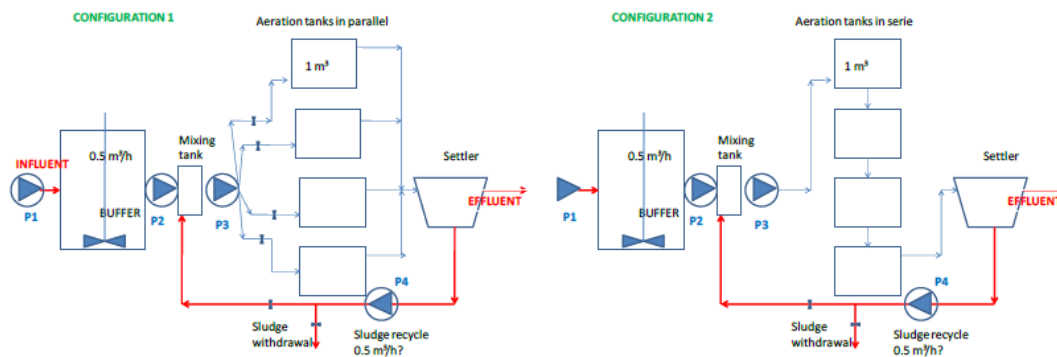 CONFIGURATION 1
Aeration tanks in parallel
1 m³
Mixing
tank
0.5 m³/h
INFLUENT
P1
BUFFER
P2
P3
Settler
EFFLUENT
P4
Sludge
withdrawal
Sludge recycle
0.5 m³/h?
CONFIGURATION 2
Aeration tanks in serie
1 m³
Mixing
tank
0.5 m³/h
P1
BUFFER
P2
P3
Settler
EFFLUENT
P4
Sludge
withdrawal
Sludge recycle
0.5 m³/h?